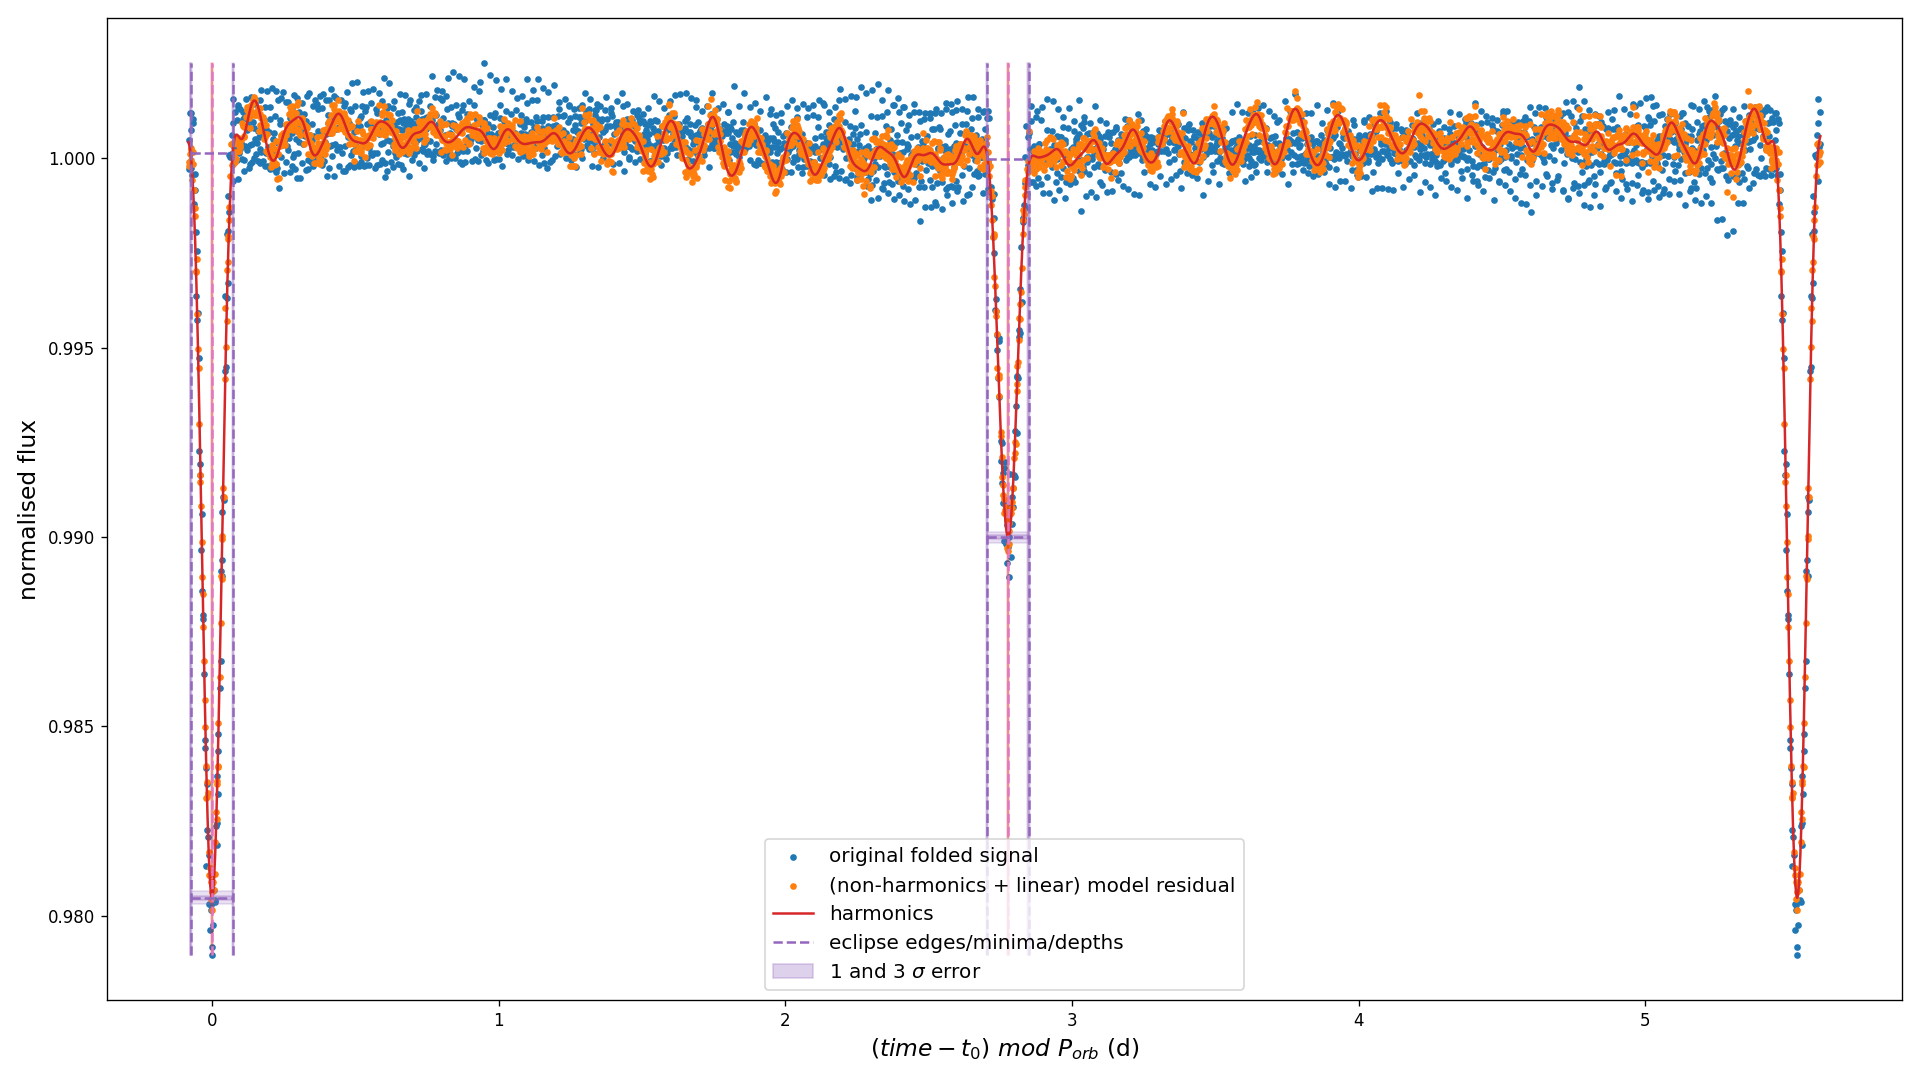 normalised flux
1.000
0.995
0.990
0.985
0.980
0
1
2
3
4
5
(time − t₀) mod Pₒᵣb (d)
original folded signal
(non-harmonics + linear) model residual
harmonics
eclipse edges/minima/depths
1 and 3 σ error